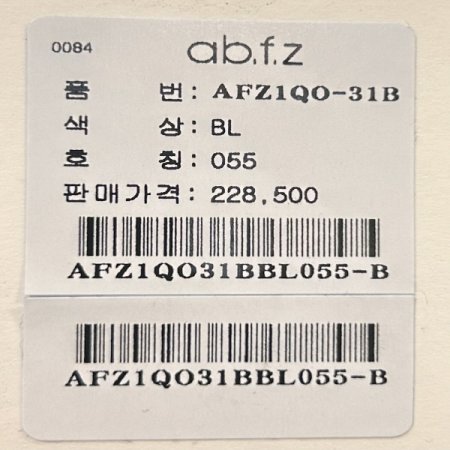 0084 ab.f.z
품 번: AFZ1QO-31B
색 상: BL
호 칭: 055
판매가격: 228,500
AFZ1QO31BBL055-B
AFZ1QO31BBL055-B